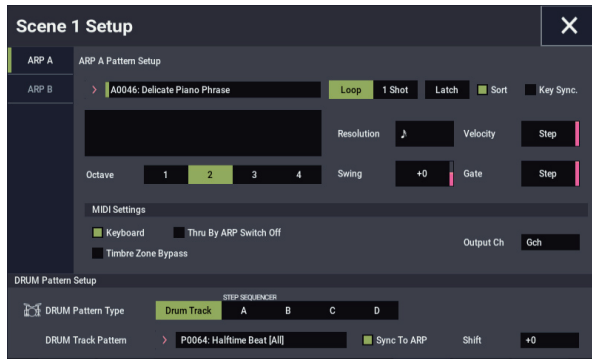 Scene 1 Setup
ARP A
ARP A Pattern Setup
ARP B
A0046: Delicate Piano Phrase
Loop 1 Shot Latch Sort Key Sync.
Resolution Velocity Step
Octave 1 2 3 4 Swing +0 Gate Step
MIDI Settings
Keyboard Thru By ARP Switch Off
Timbre Zone Bypass
Output Ch Gch
DRUM Pattern Setup
STEP SEQUENCER
DRUM Pattern Type Drum Track A B C D
DRUM Track Pattern P0064: Halftime Beat [All] Sync To ARP Shift +0